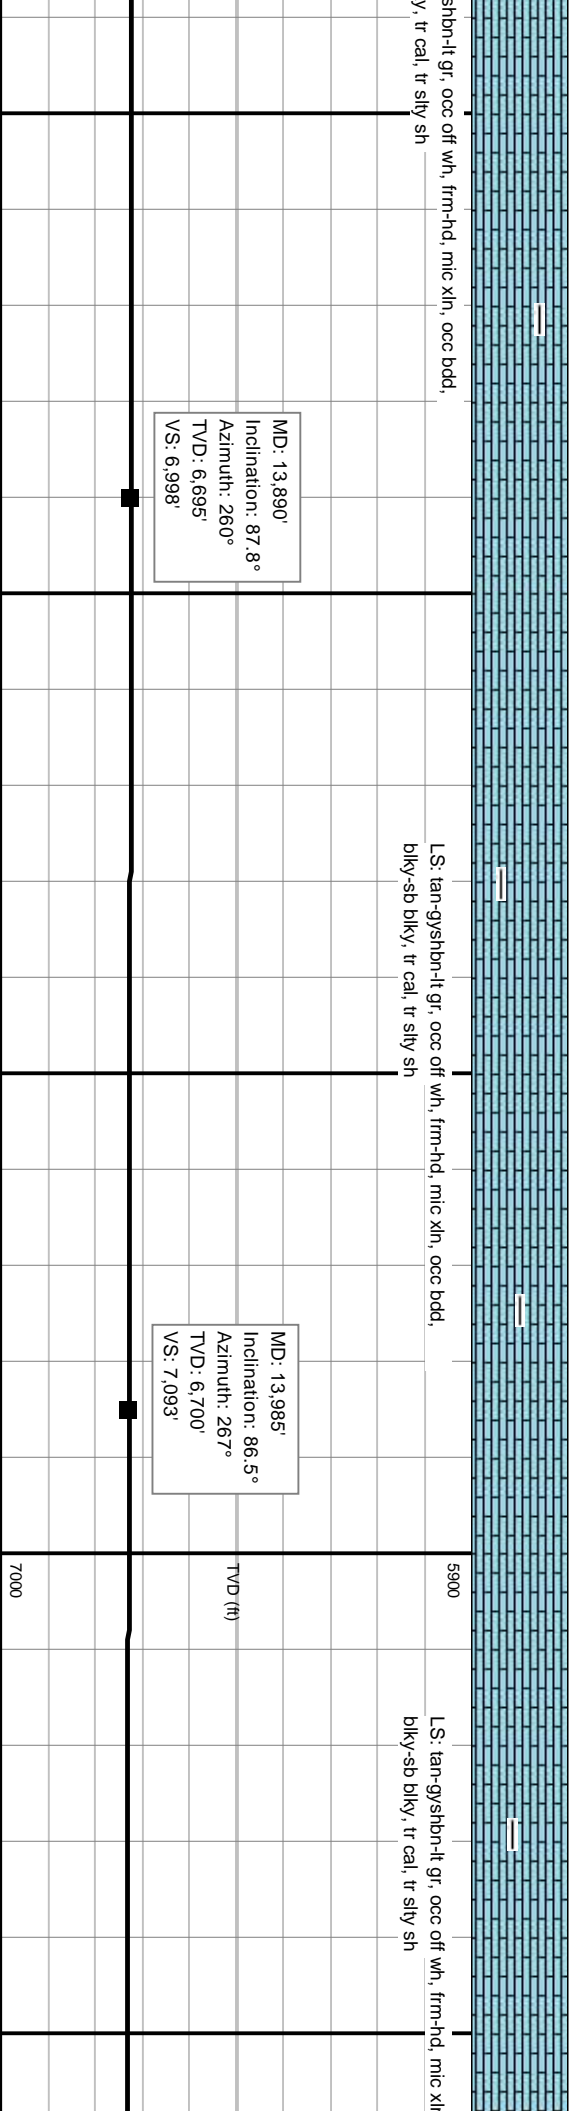 shbn-lt gr, occ off wh, frm-hd, mic xln, occ bdd,
y, tr cal, tr slty sh
MD: 13,890'
Inclination: 87.8°
Azimuth: 260°
TVD: 6,695'
VS: 6,998'
LS: tan-gyshbn-lt gr, occ off wh, frm-hd, mic xln, occ bdd,
blky-sb blky, tr cal, tr slty sh
MD: 13,985'
Inclination: 86.5°
Azimuth: 267°
TVD: 6,700'
VS: 7,093'
5900
TVD (ft)
7000
LS: tan-gyshbn-lt gr, occ off wh, frm-hd, mic xln
blky-sb blky, tr cal, tr slty sh